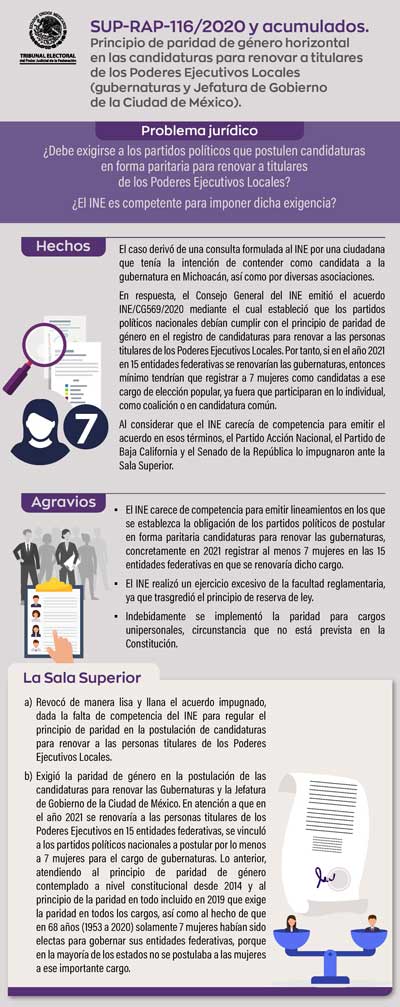 ESTADOS UNIDOS MEXICANOS
TRIBUNAL ELECTORAL
del Poder Judicial de la Federación
SUP-RAP-116/2020 y acumulados.
Principio de paridad de género horizontal
en las candidaturas para renovar a titulares
de los Poderes Ejecutivos Locales
(gubernaturas y Jefatura de Gobierno
de la Ciudad de México).
Problema jurídico
¿Debe exigirse a los partidos políticos que postulen candidaturas
en forma paritaria para renovar a titulares
de los Poderes Ejecutivos Locales?
¿El INE es competente para imponer dicha exigencia?
Hechos
El caso derivó de una consulta formulada al INE por una ciudadana
que tenía la intención de contender como candidata a la
gubernatura en Michoacán, así como por diversas asociaciones.
En respuesta, el Consejo General del INE emitió el acuerdo
INE/CG569/2020 mediante el cual estableció que los partidos
políticos nacionales debían cumplir con el principio de paridad de
género en el registro de candidaturas para renovar a las personas
titulares de los Poderes Ejecutivos Locales. Por tanto, si en el año 2021
en 15 entidades federativas se renovarían las gubernaturas, entonces
mínimo tendrían que registrar a 7 mujeres como candidatas a ese
cargo de elección popular, ya fuera que participaran en lo individual,
como coalición o en candidatura común.
7
Al considerar que el INE carecía de competencia para emitir el
acuerdo en esos términos, el Partido Acción Nacional, el Partido de
Baja California y el Senado de la República lo impugnaron ante la
Sala Superior.
Agravios
• El INE carece de competencia para emitir lineamientos en los que
se establezca la obligación de los partidos políticos de postular
en forma paritaria candidaturas para renovar las gubernaturas,
concretamente en 2021 registrar al menos 7 mujeres en las 15
entidades federativas en que se renovaría dicho cargo.
• El INE realizó un ejercicio excesivo de la facultad reglamentaria,
ya que trasgredió el principio de reserva de ley.
• Indebidamente se implementó la paridad para cargos
unipersonales, circunstancia que no está prevista en la
Constitución.
La Sala Superior
a) Revocó de manera lisa y llana el acuerdo impugnado,
dada la falta de competencia del INE para regular el
principio de paridad en la postulación de candidaturas
para renovar a las personas titulares de los Poderes
Ejecutivos Locales.
b) Exigió la paridad de género en la postulación de las
candidaturas para renovar las Gubernaturas y la Jefatura
de Gobierno de la Ciudad de México. En atención a que en
el año 2021 se renovaría a las personas titulares de los
Poderes Ejecutivos en 15 entidades federativas, se vinculó
a los partidos políticos nacionales a postular por lo menos
a 7 mujeres para el cargo de gubernaturas. Lo anterior,
atendiendo al principio de paridad de género
contemplado a nivel constitucional desde 2014 y al
principio de la paridad en todo incluido en 2019 que exige
la paridad en todos los cargos, así como al hecho de que
en 68 años (1953 a 2020) solamente 7 mujeres habían sido
electas para gobernar sus entidades federativas, porque
en la mayoría de los estados no se postulaba a las mujeres
a ese importante cargo.